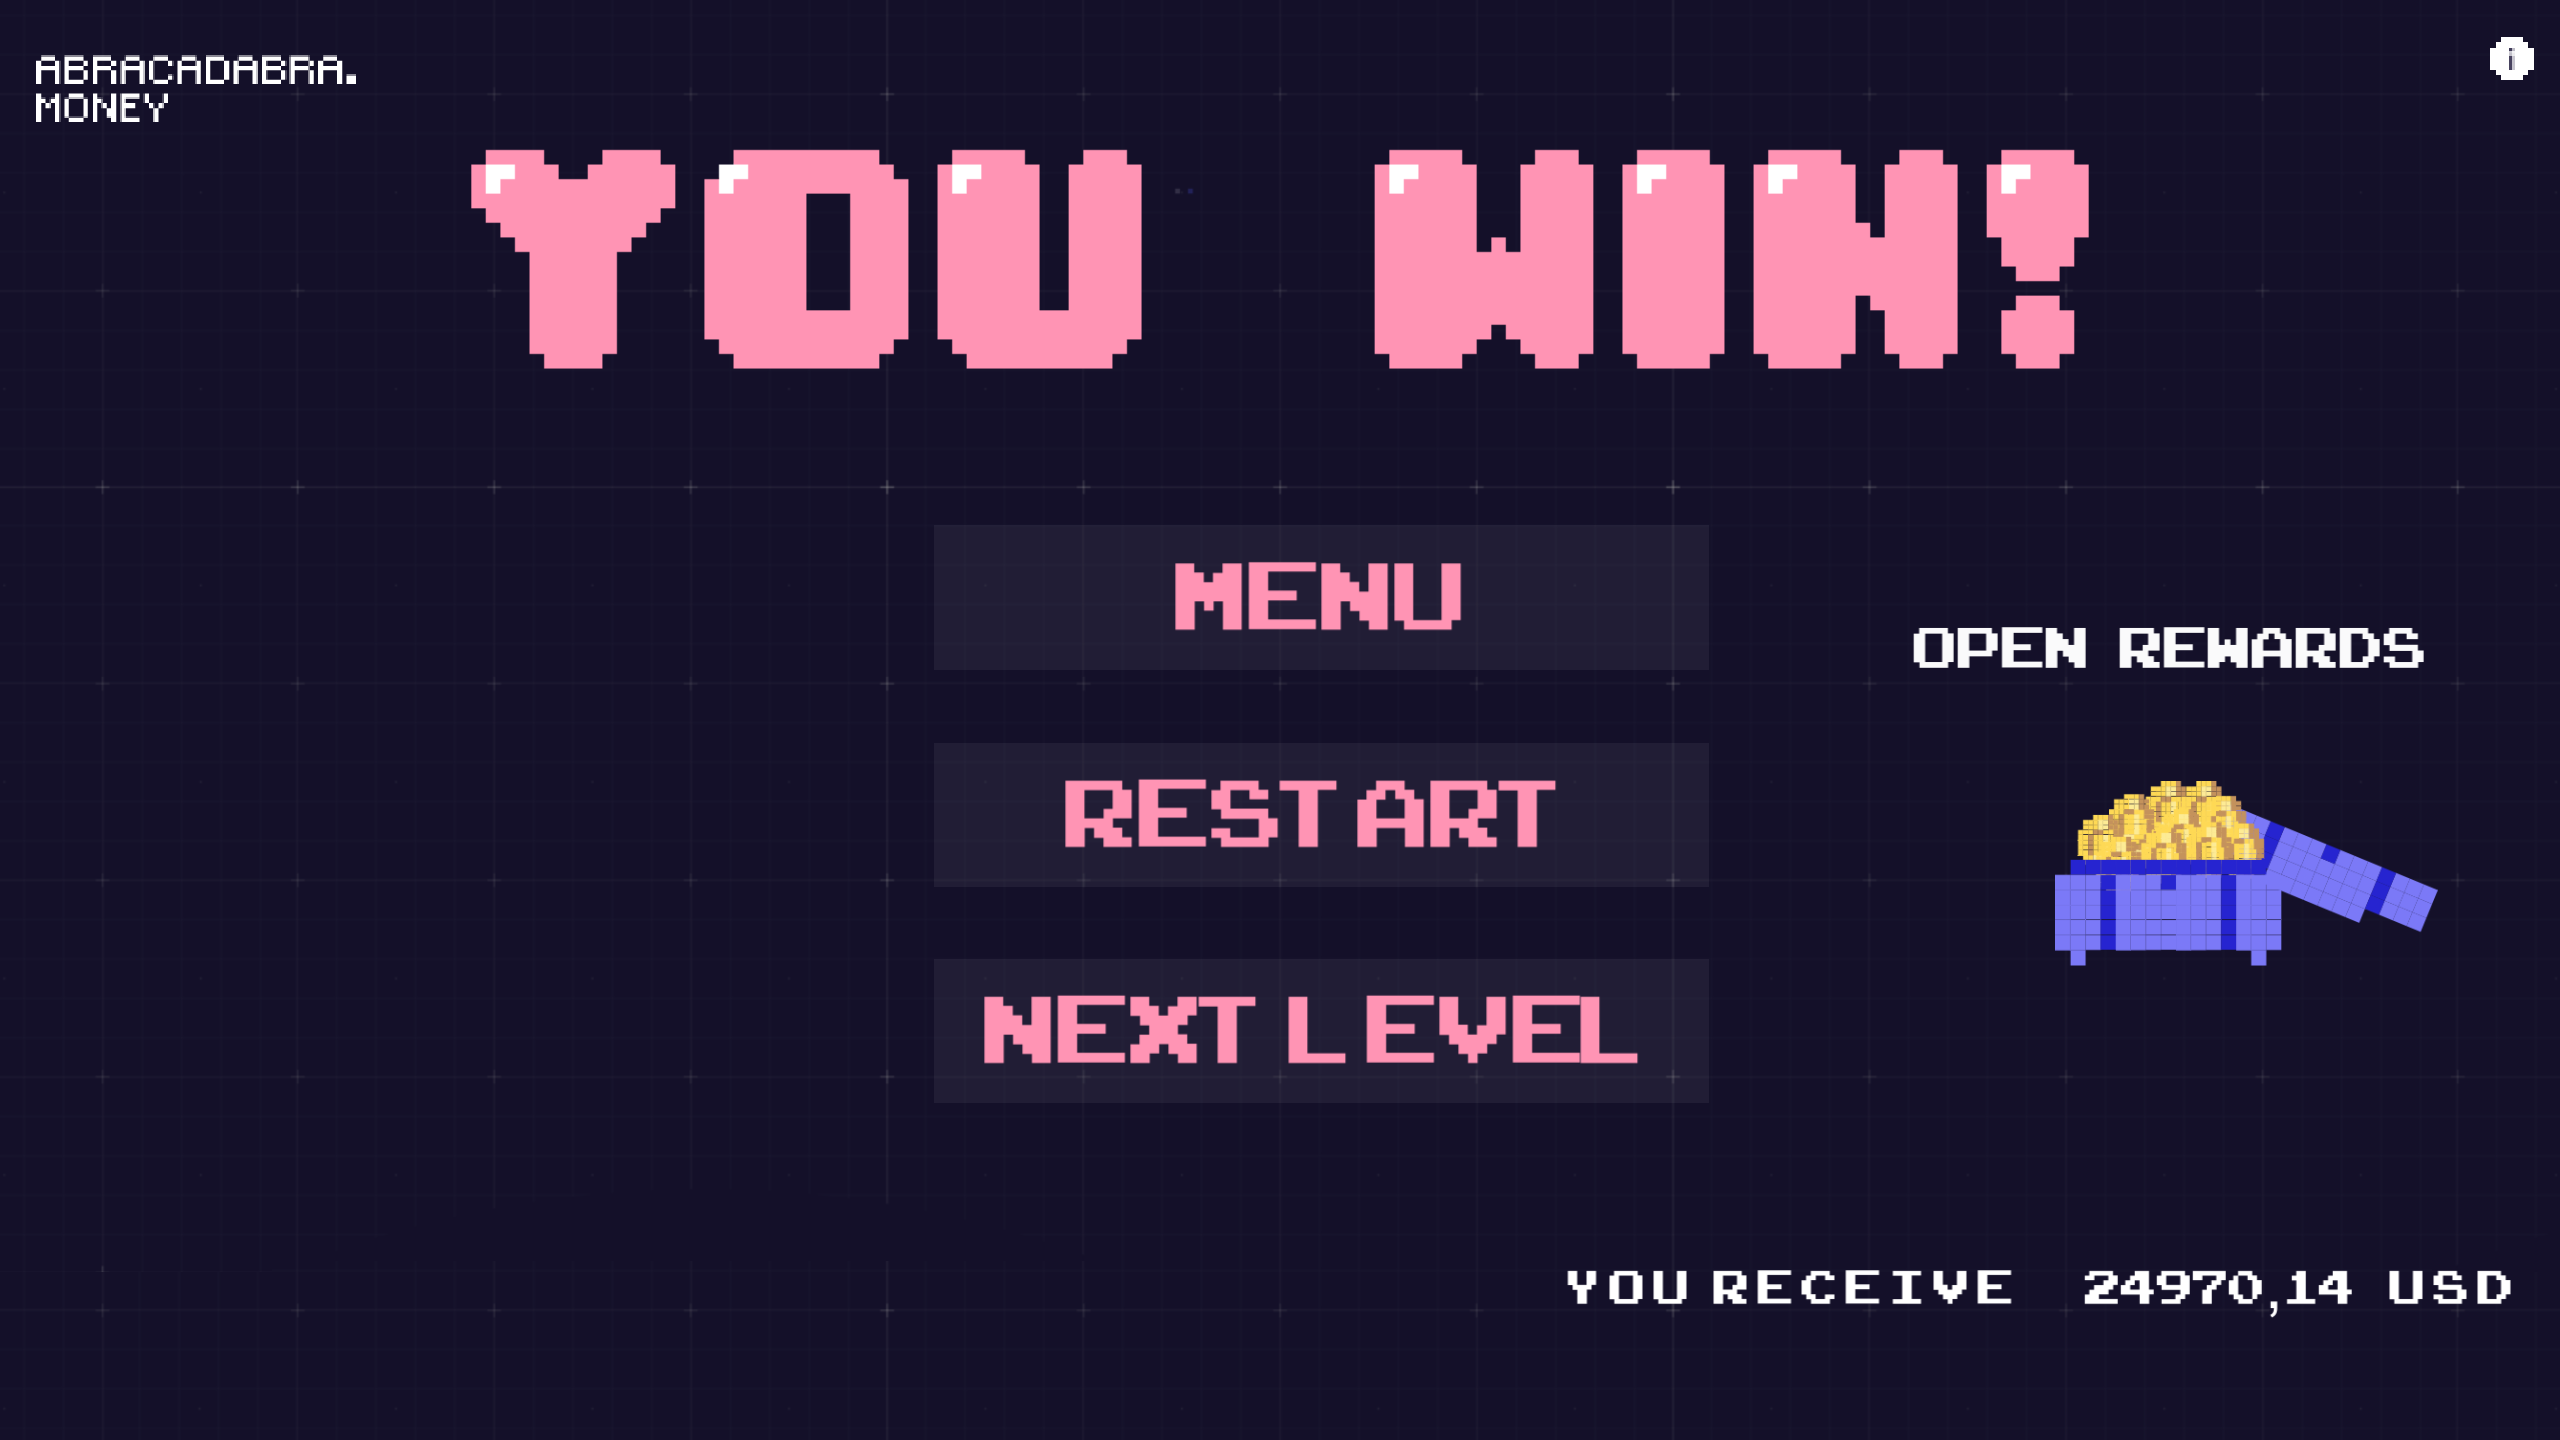 ABRACADABRA.
MONEY
i
YOU WIN!
MENU
OPEN REWARDS
RESTART
NEXT LEVEL
YOU RECEIVE 24970,14 USD